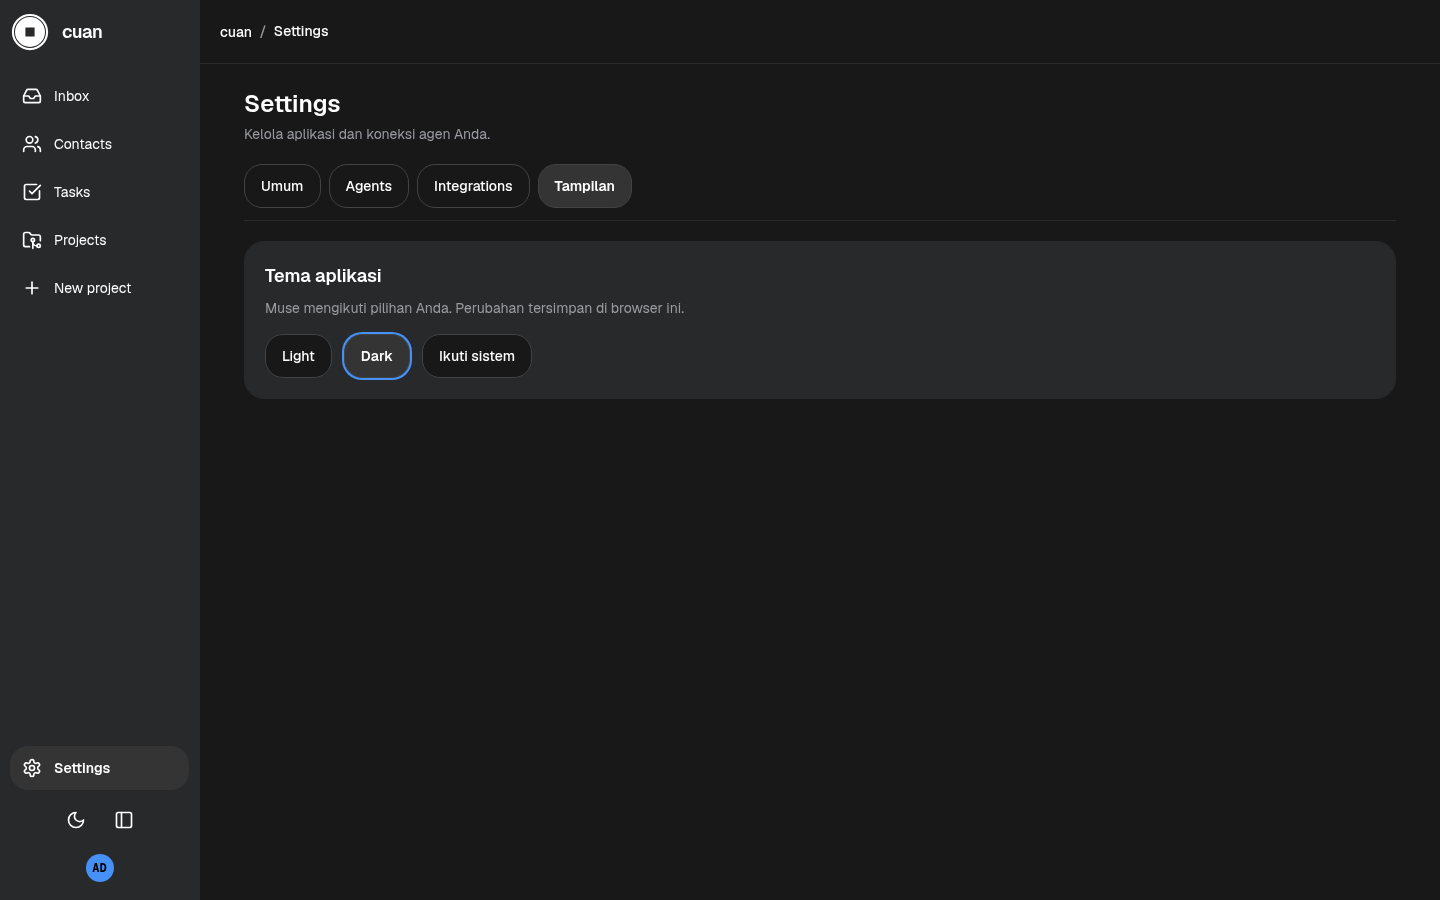 cuan
Inbox
Contacts
Tasks
Projects
New project
Settings
AD
cuan / Settings
Settings
Kelola aplikasi dan koneksi agen Anda.
Umum Agents Integrations Tampilan
Tema aplikasi
Muse mengikuti pilihan Anda. Perubahan tersimpan di browser ini.
Light Dark Ikuti sistem